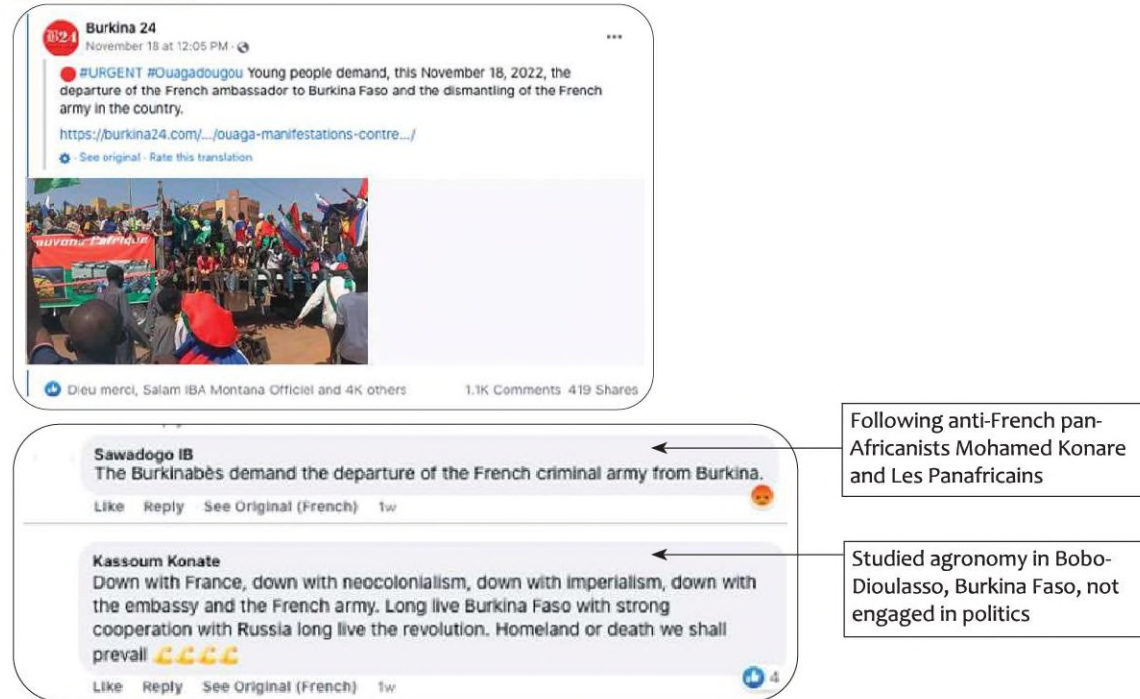 B24
Burkina 24
November 18 at 12:05 PM ·
#URGENT #Ouagadougou Young people demand, this November 18, 2022, the
departure of the French ambassador to Burkina Faso and the dismantling of the French
army in the country.
https://burkina24.com/.../ouaga-manifestations-contre.../
· See original · Rate this translation
auvons l'afrique
Dieu merci, Salam IBA Montana Officiel and 4K others 1.1K Comments 419 Shares
Sawadogo IB
The Burkinabès demand the departure of the French criminal army from Burkina.
Like Reply See Original (French) 1w
Following anti-French pan-
Africanists Mohamed Konare
and Les Panafricains
Kassoum Konate
Down with France, down with neocolonialism, down with imperialism, down with
the embassy and the French army. Long live Burkina Faso with strong
cooperation with Russia long live the revolution. Homeland or death we shall
prevail
Like Reply See Original (French) 1w
4
Studied agronomy in Bobo-
Dioulasso, Burkina Faso, not
engaged in politics